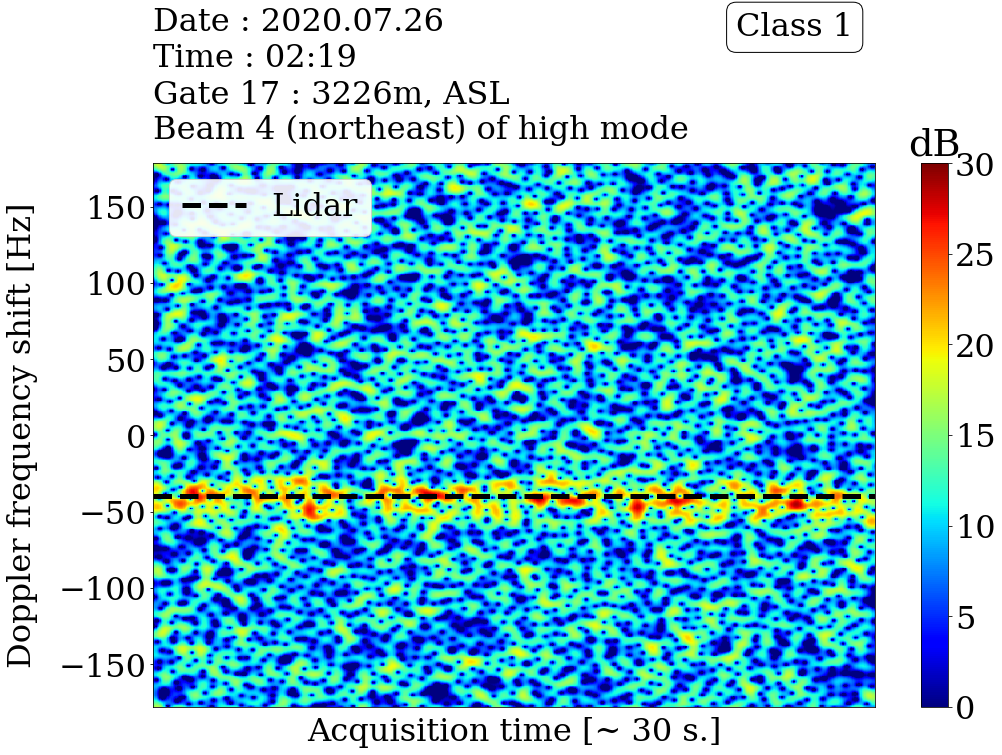 Date : 2020.07.26
Class 1
Time : 02:19
Gate 17 : 3226m, ASL
Beam 4 (northeast) of high mode
dB
Lidar
Doppler frequency shift [Hz]
150
100
50
0
−50
−100
−150
30
25
20
15
10
5
0
Acquisition time [~ 30 s.]